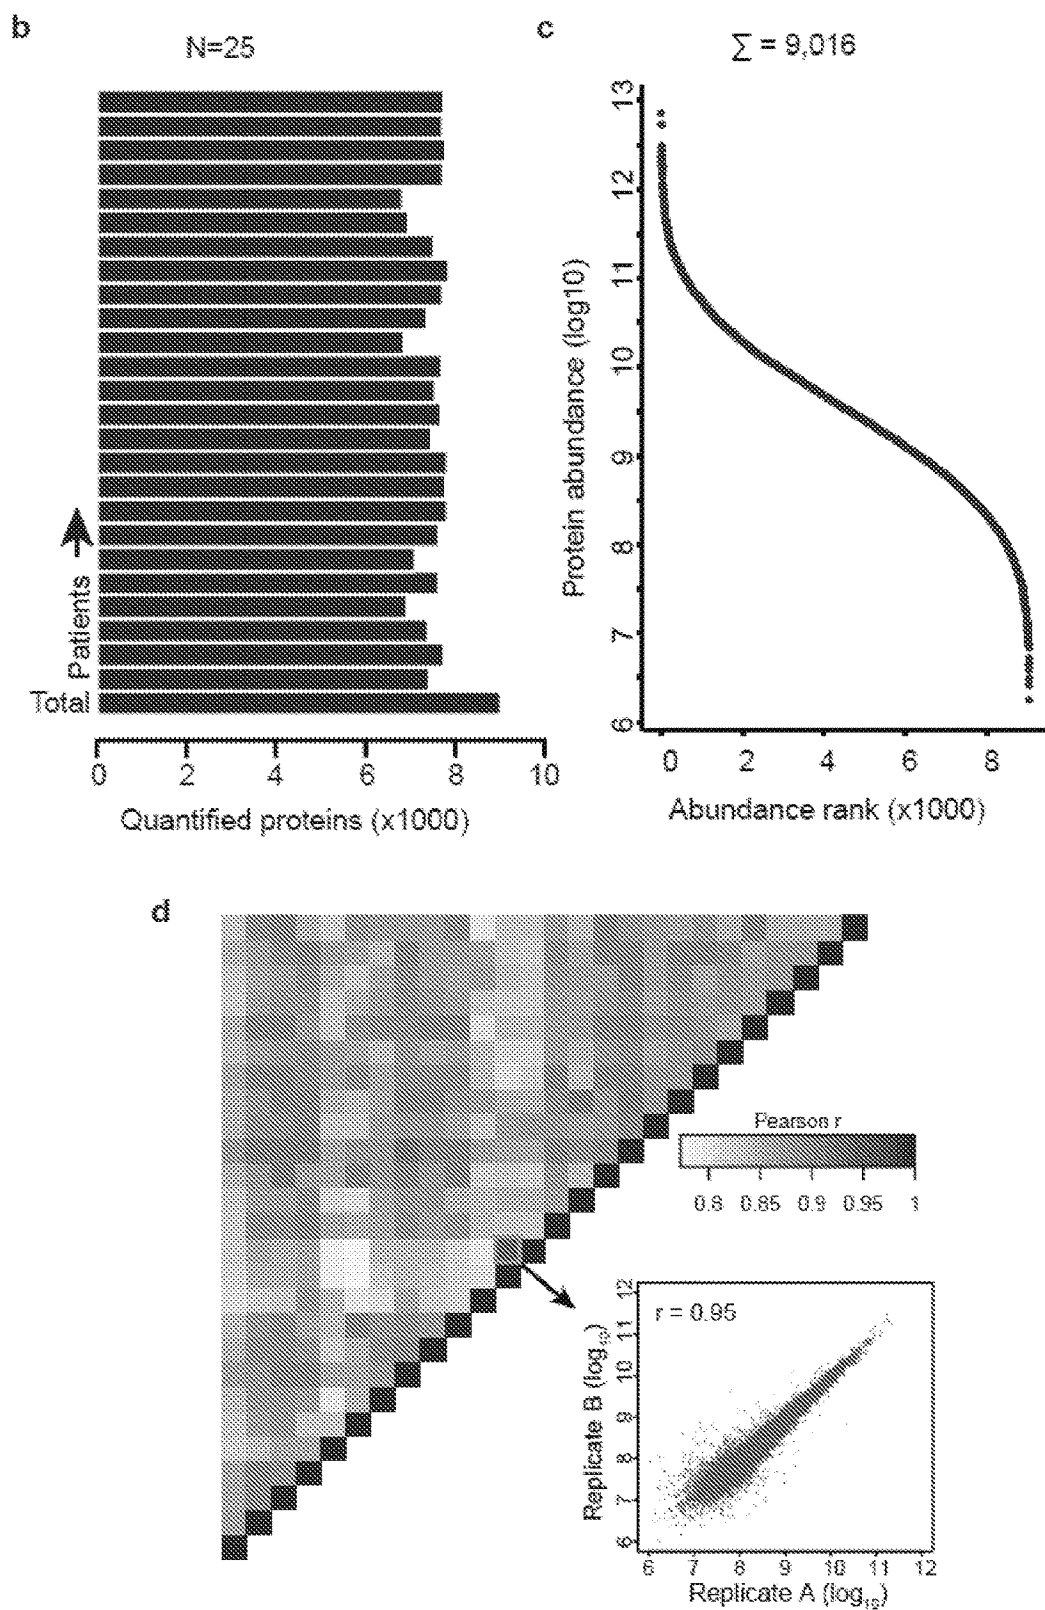 b
N=25
Patients
Total
0 2 4 6 8 10
Quantified proteins (x1000)
c
∑ = 9,016
13
12
11
10
9
8
7
6
Protein abundance (log10)
0 2 4 6 8
Abundance rank (x1000)
d
Pearson r
0.8 0.85 0.9 0.95 1
r = 0.95
12
11
10
9
8
7
6
Replicate B (log₁₀)
6 7 8 9 10 11 12
Replicate A (log₁₀)